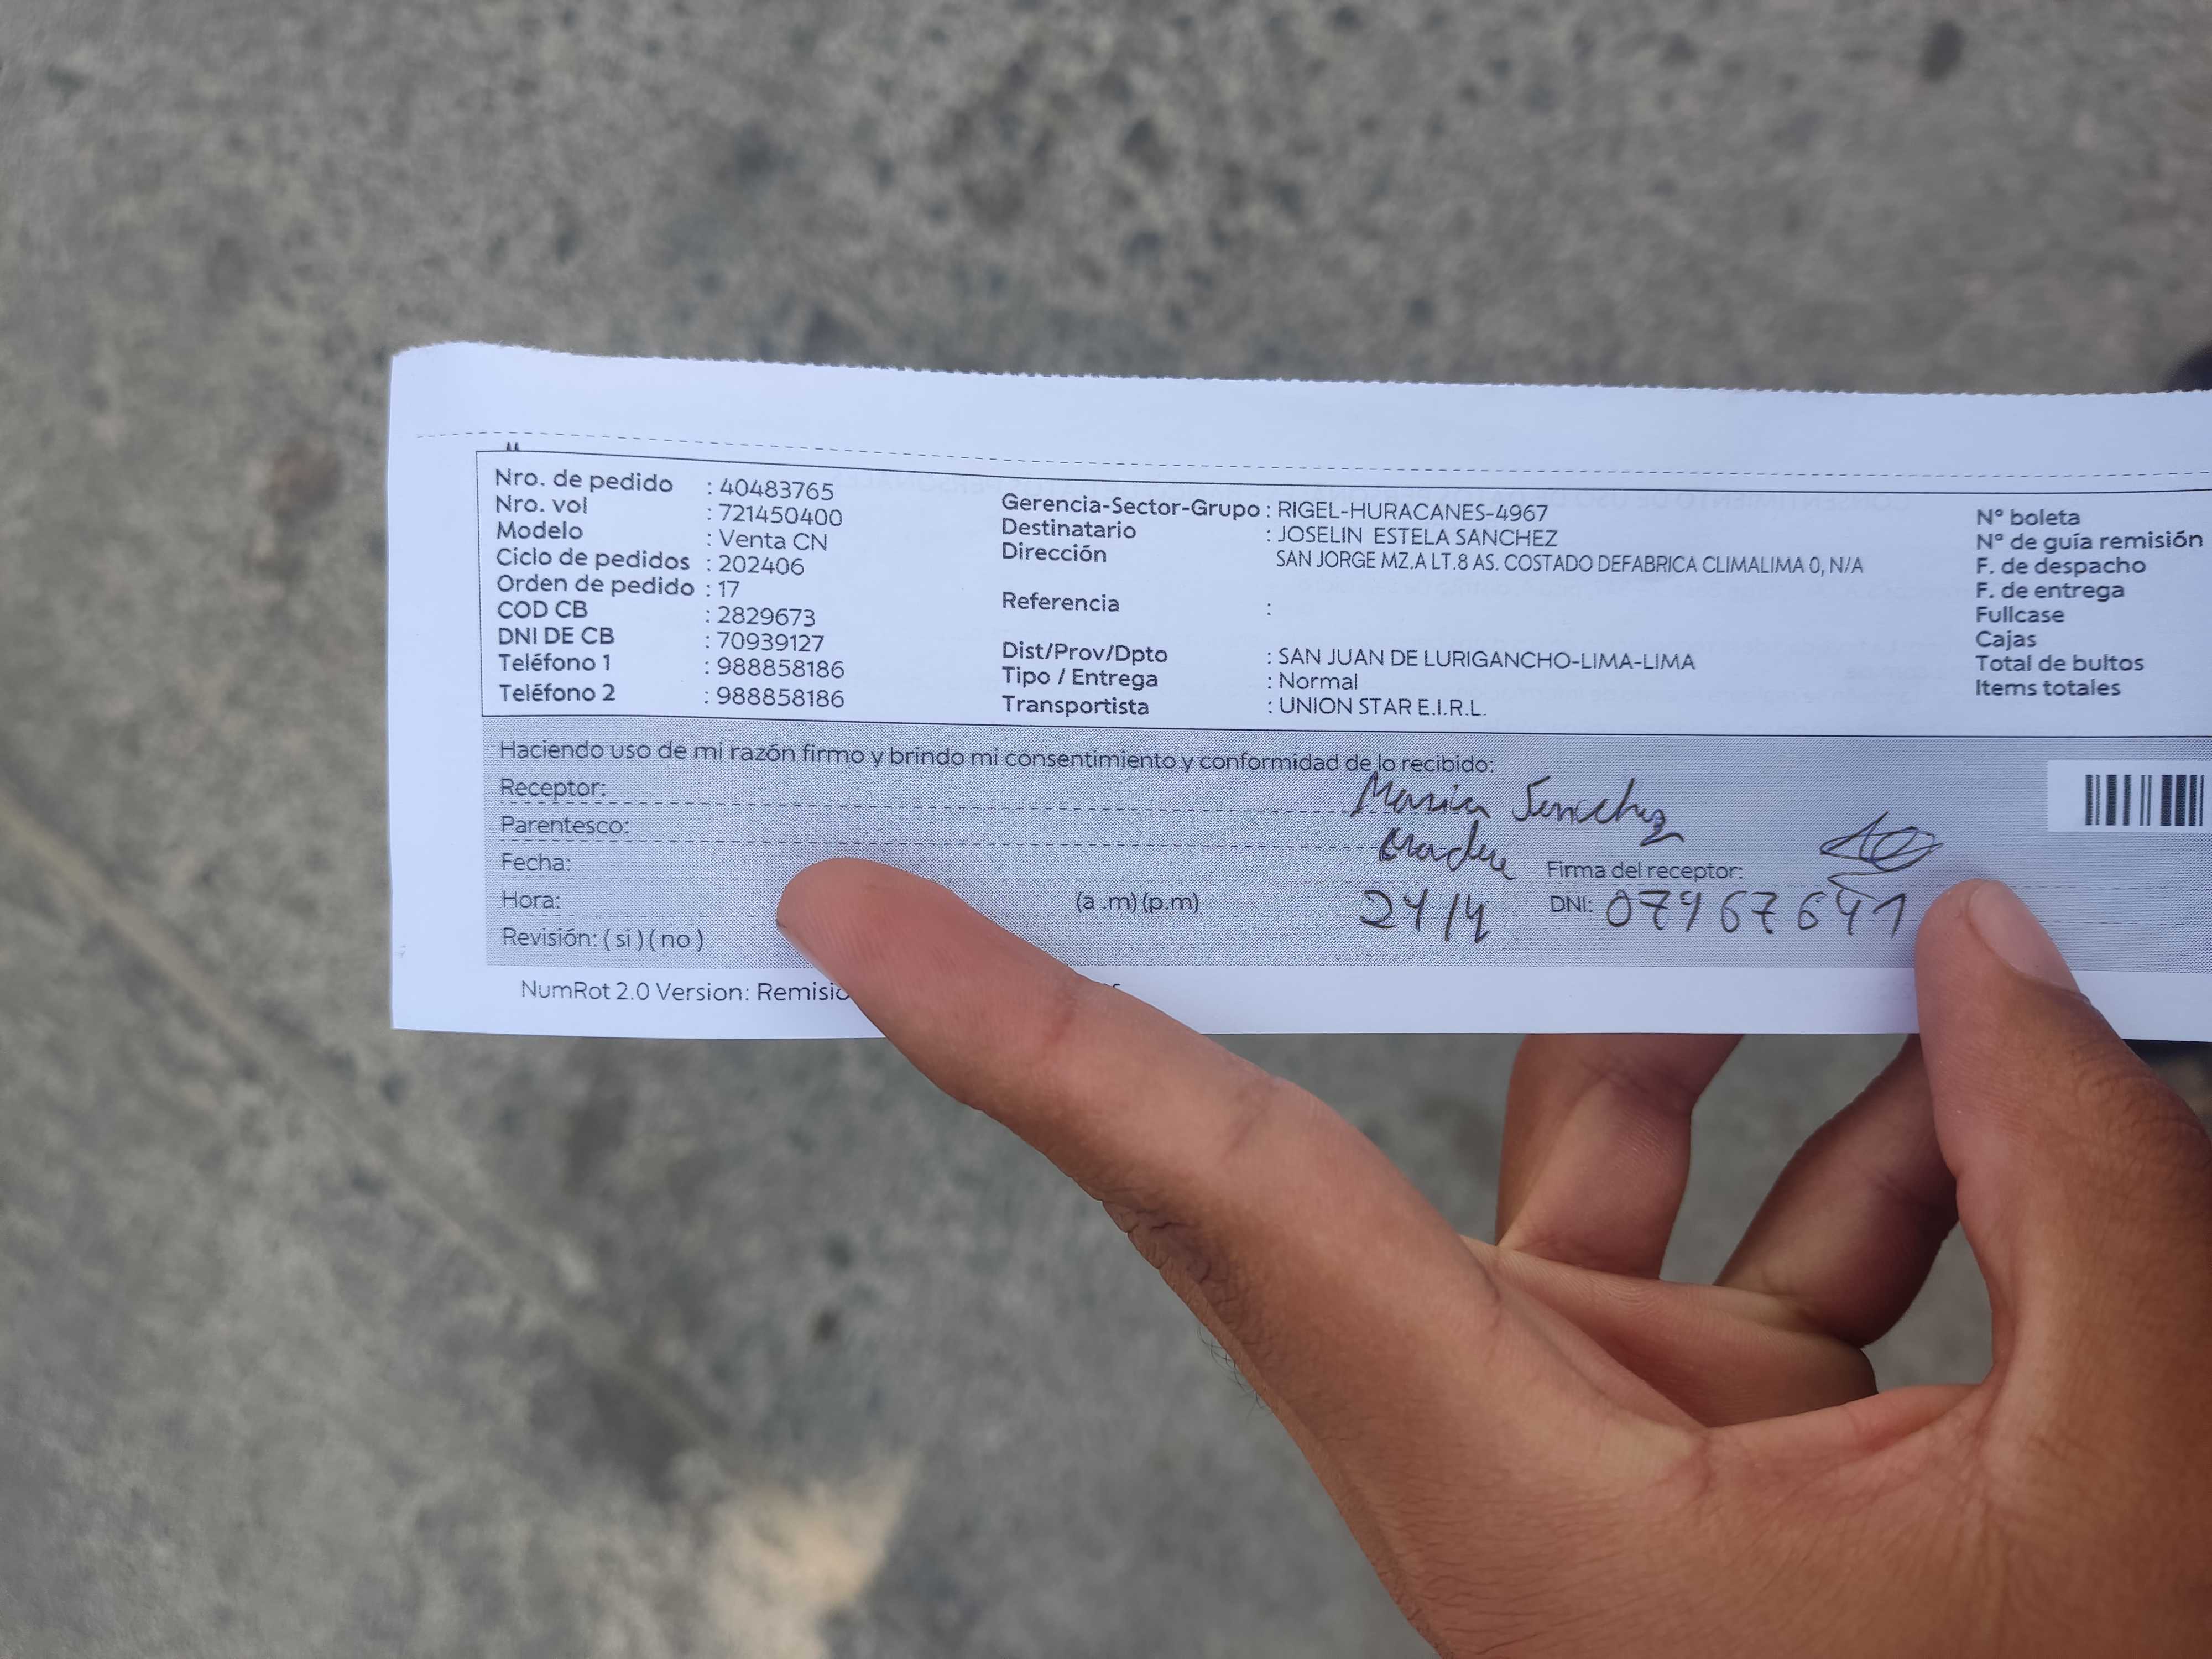 Nro. de pedido : 40483765
Nro. vol : 721450400
Modelo : Venta CN
Ciclo de pedidos : 202406
Orden de pedido : 17
COD CB : 2829673
DNI DE CB : 70939127
Teléfono 1 : 988858186
Teléfono 2 : 988858186
Gerencia-Sector-Grupo : RIGEL-HURACANES-4967
Destinatario : JOSELIN ESTELA SANCHEZ
Dirección SAN JORGE MZ.A LT.8 AS. COSTADO DEFABRICA CLIMALIMA 0, N/A
Referencia :
Dist/Prov/Dpto : SAN JUAN DE LURIGANCHO-LIMA-LIMA
Tipo / Entrega : Normal
Transportista : UNION STAR E.I.R.L.
N° boleta
N° de guía remisión
F. de despacho
F. de entrega
Fullcase
Cajas
Total de bultos
Items totales
Haciendo uso de mi razón firmo y brindo mi consentimiento y conformidad de lo recibido:
Receptor: Maria Sanchez
Parentesco: Madre
Fecha: 24/4 Firma del receptor:
Hora: (a .m) (p.m) DNI: 07967641
Revisión: ( si ) ( no )
NumRot 2.0 Version: Remisio